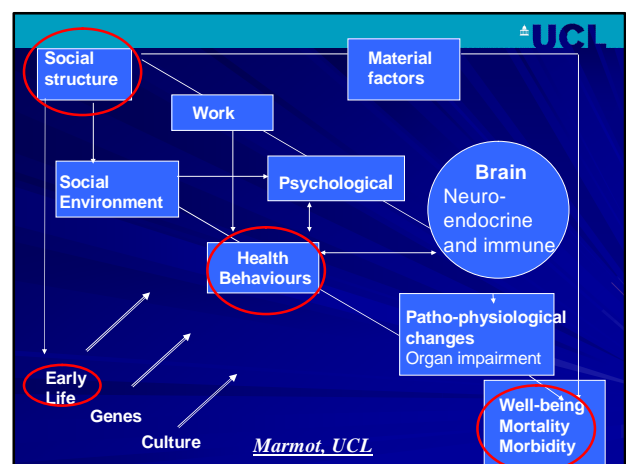 UCL
Social
structure
Material
factors
Work
Social
Environment
Psychological
Brain
Neuro-
endocrine
and immune
Health
Behaviours
Patho-physiological
changes
Organ impairment
Early
Life
Genes
Culture
Well-being
Mortality
Morbidity
Marmot, UCL